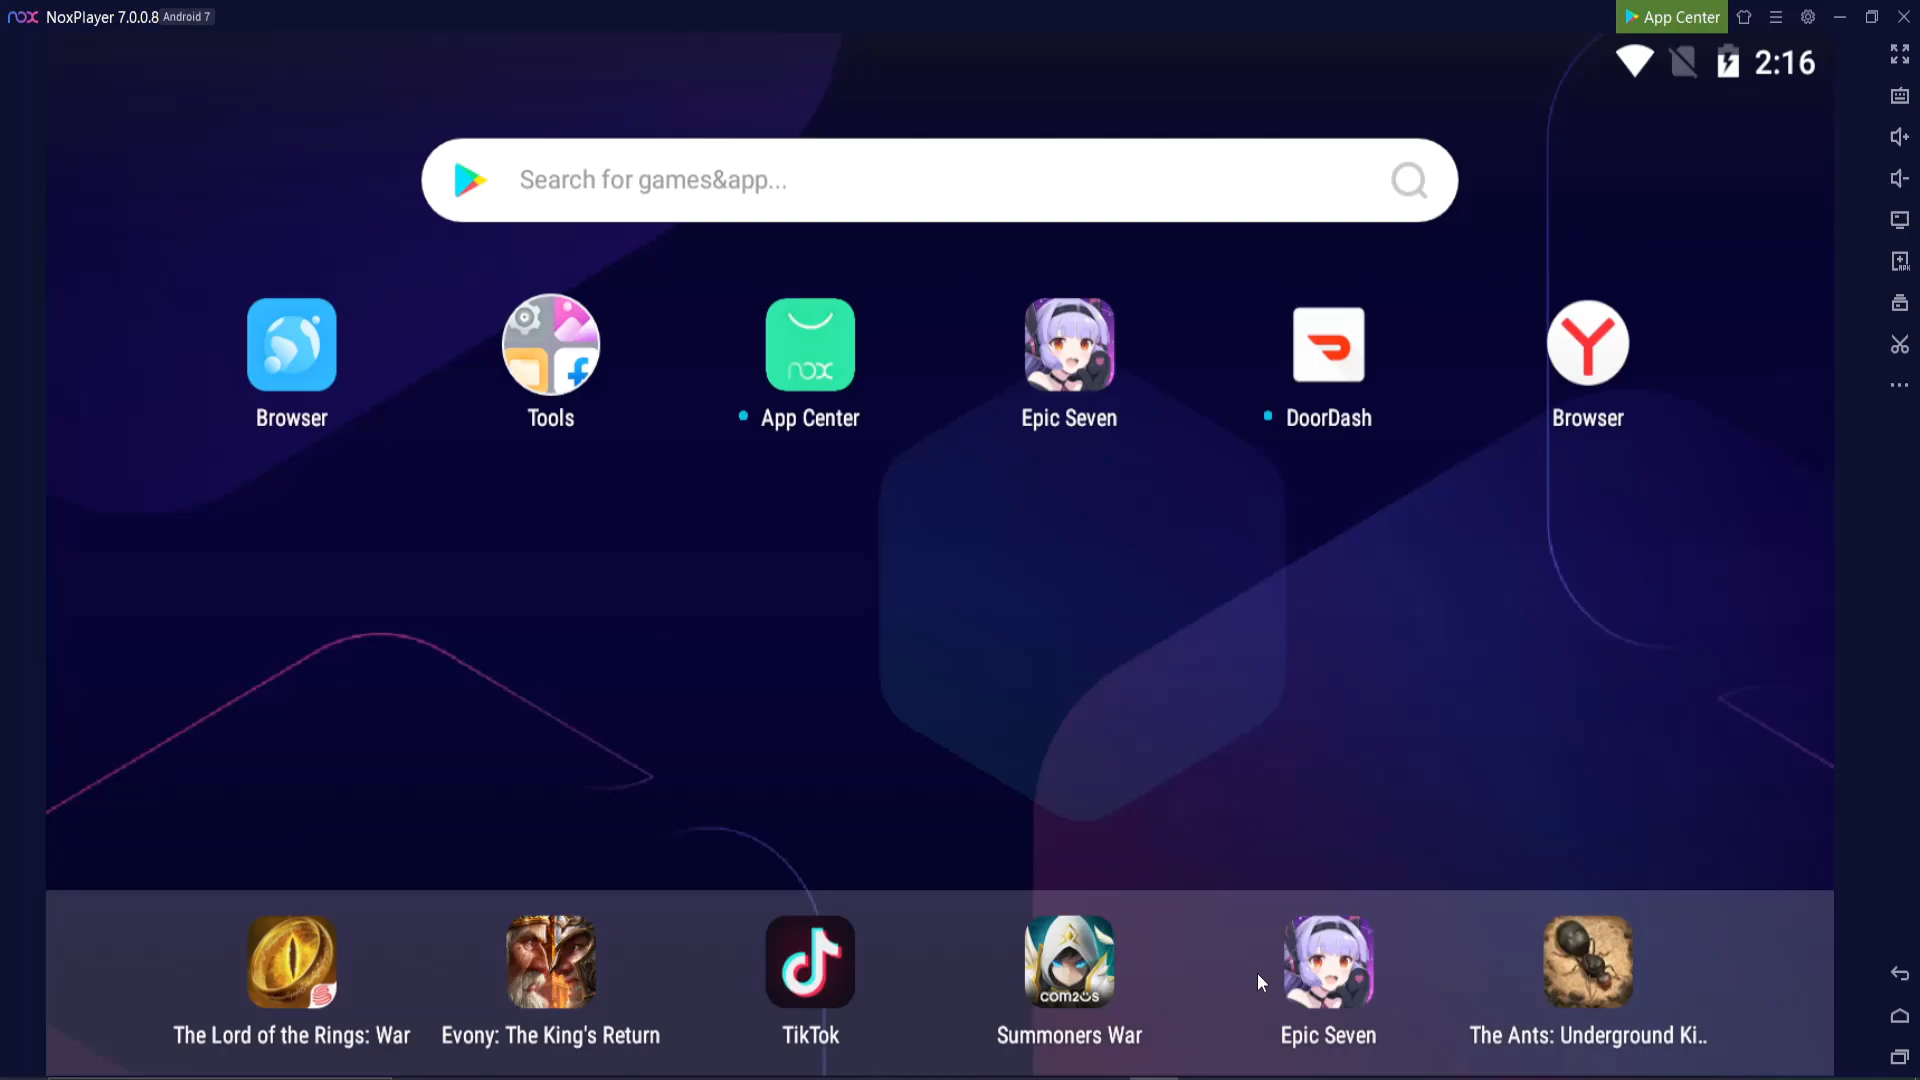 nox NoxPlayer 7.0.0.8 Android 7
App Center
2:16
Search for games&app...
nox
Browser
Tools
App Center
Epic Seven
DoorDash
Browser
com2us
The Lord of the Rings: War
Evony: The King's Return
TikTok
Summoners War
Epic Seven
The Ants: Underground Ki..